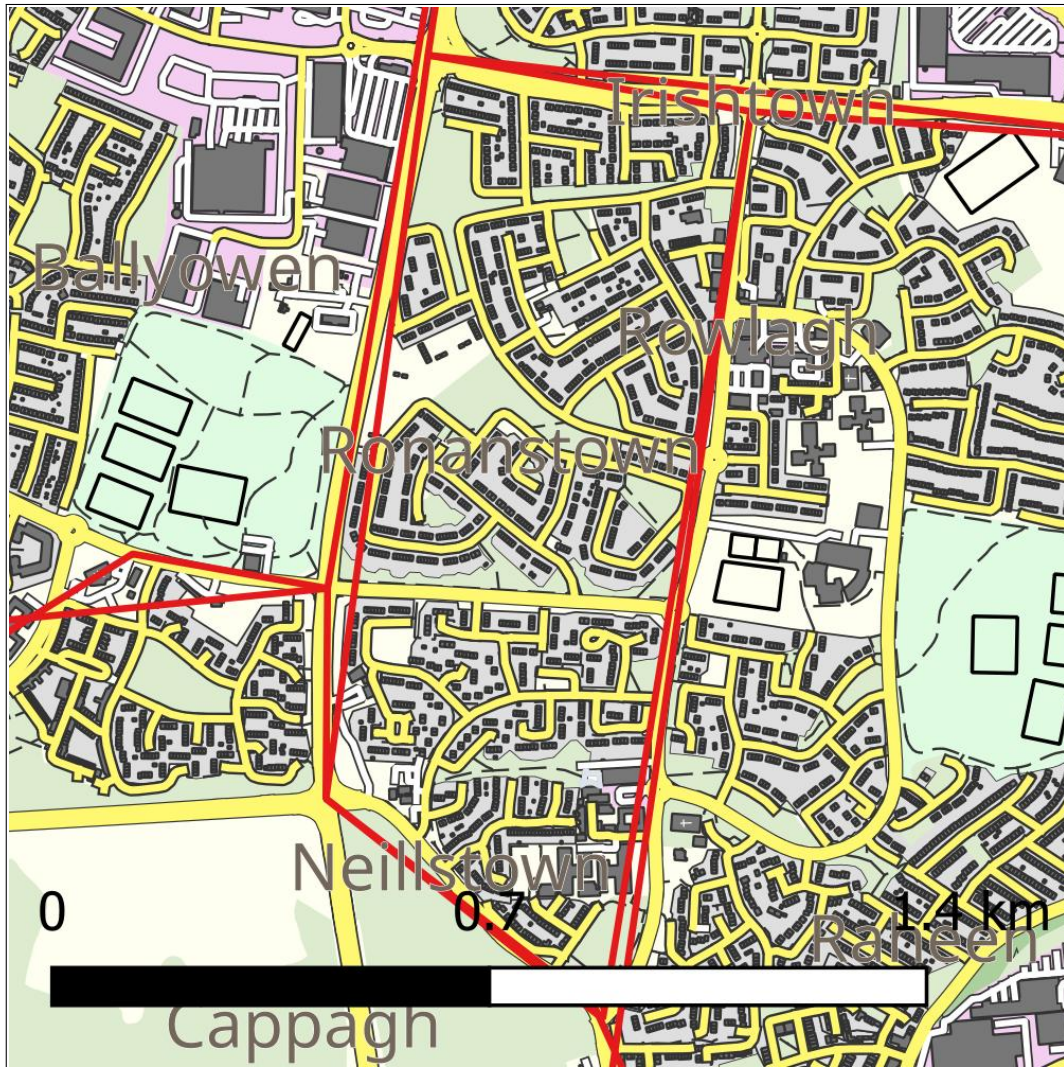 Irishtown
Ballyowen
Rowlagh
Ronanstown
Neillstown
0 0.7 1.4 km
Raheen
Cappagh